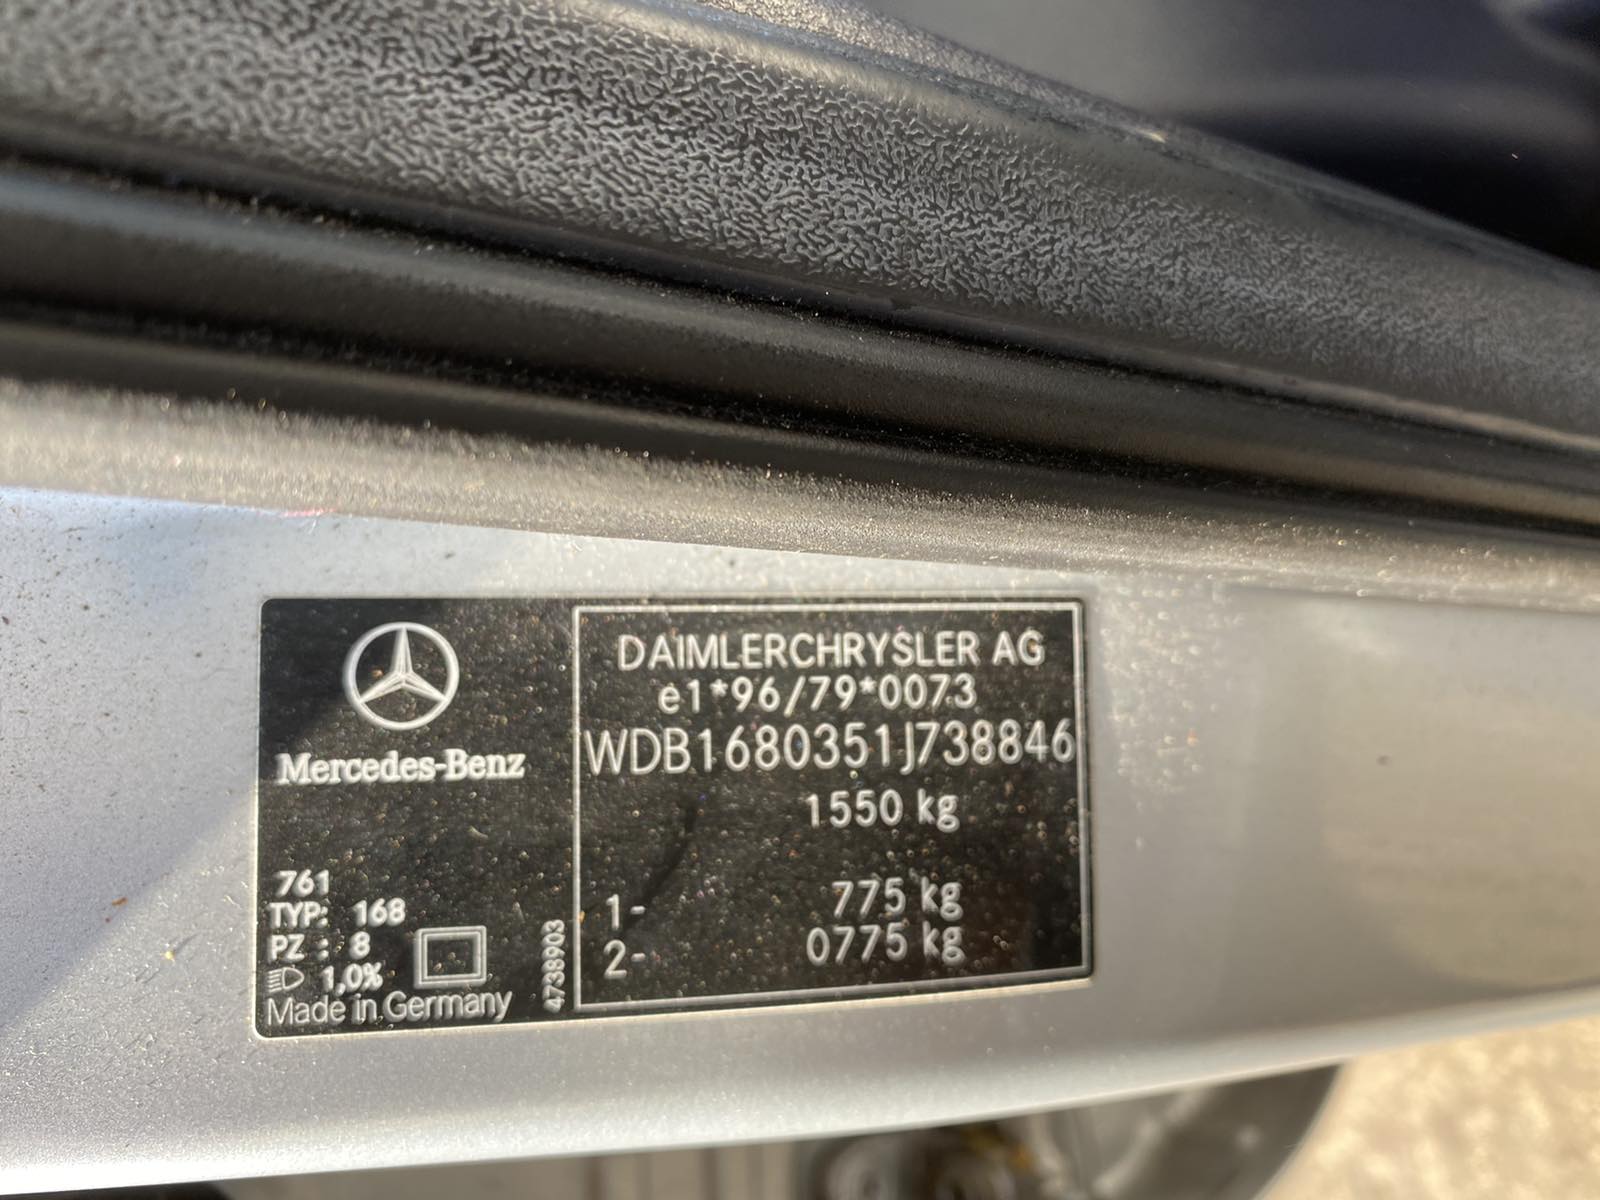 Mercedes-Benz
761
TYP: 168
PZ : 8
1,0%
Made in Germany
4738903
DAIMLERCHRYSLER AG
e1*96/79*0073
WDB1680351J738846
1550 kg
1- 775 kg
2- 0775 kg